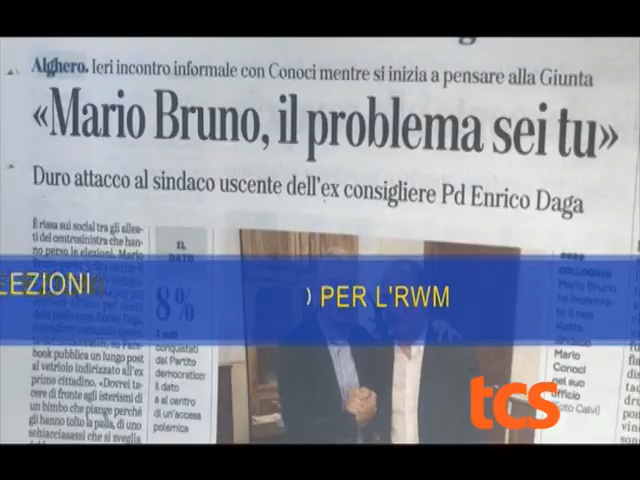 Alghero. Ieri incontro informale con Conoci mentre si inizia a pensare alla Giunta
«Mario Bruno, il problema sei tu»
Duro attacco al sindaco uscente dell'ex consigliere Pd Enrico Daga
È rissa sui social tra gli allea-
ti del centrosinistra che han-
no perso le elezioni. Mario
book pubblica un lungo post
al vetriolo indirizzato all'ex
primo cittadino. «Dovrei ta-
cere di fronte agli isterismi di
un bimbo che piange perché
gli hanno tolto la palla, di uno
schiacciasassi che si sveglia
IL
DATO
8%
I voti
conquistati
dal Partito
democratico:
il dato
è al centro
di un'accesa
polemica
COLLOQUIO
Mario Bruno
ha incontra-
to il neo
eletto
sindaco
Mario
Conoci
nel suo
ufficio
(Foto Calvi)
ELEZIONI
) PER L'RWM
tcs